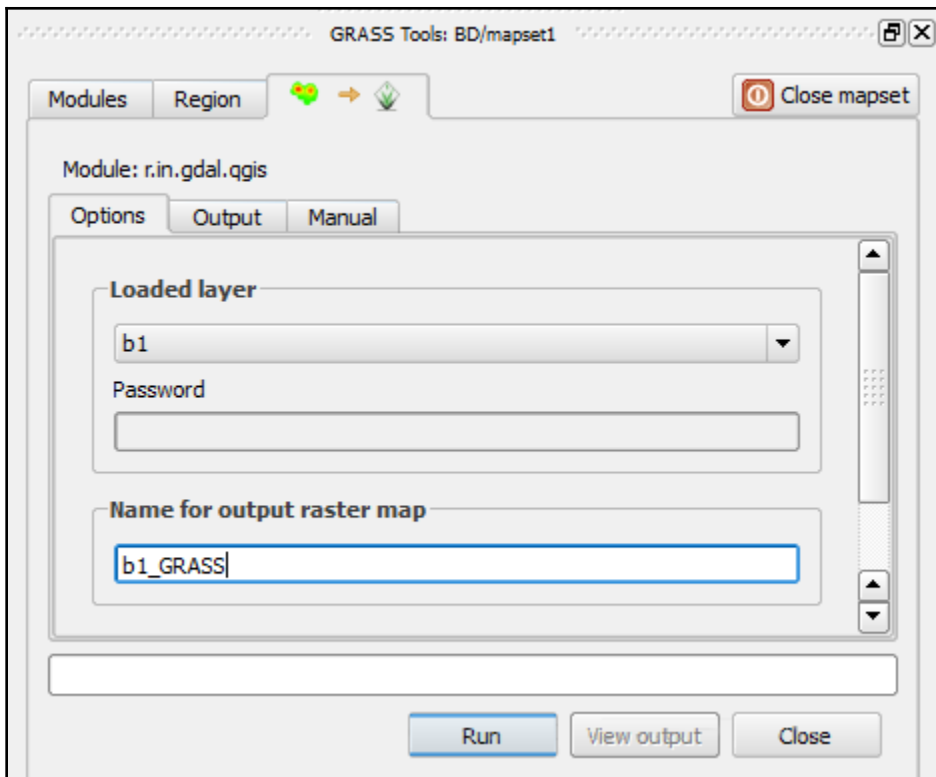 GRASS Tools: BD/mapset1
Modules Region Close mapset
Module: r.in.gdal.qgis
Options Output Manual
Loaded layer
b1
Password
Name for output raster map
b1_GRASS
Run View output Close